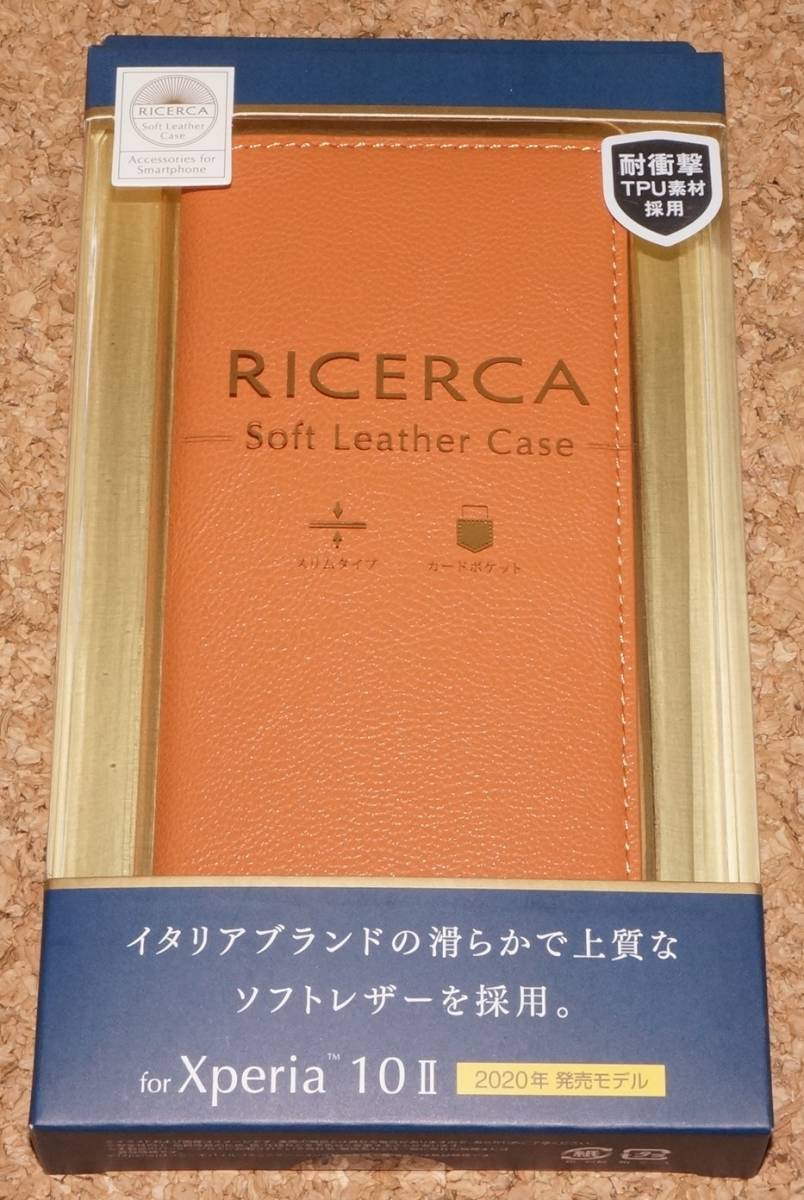 RICERCA
Soft Leather
Case
Accessories for
Smartphone
耐衝撃
TPU素材
採用
RICERCA
Soft Leather Case
スリムタイプ
カードポケット
イタリアブランドの滑らかで上質な
ソフトレザーを採用。
for Xperia™ 10 II
2020年 発売モデル
紙
プラ